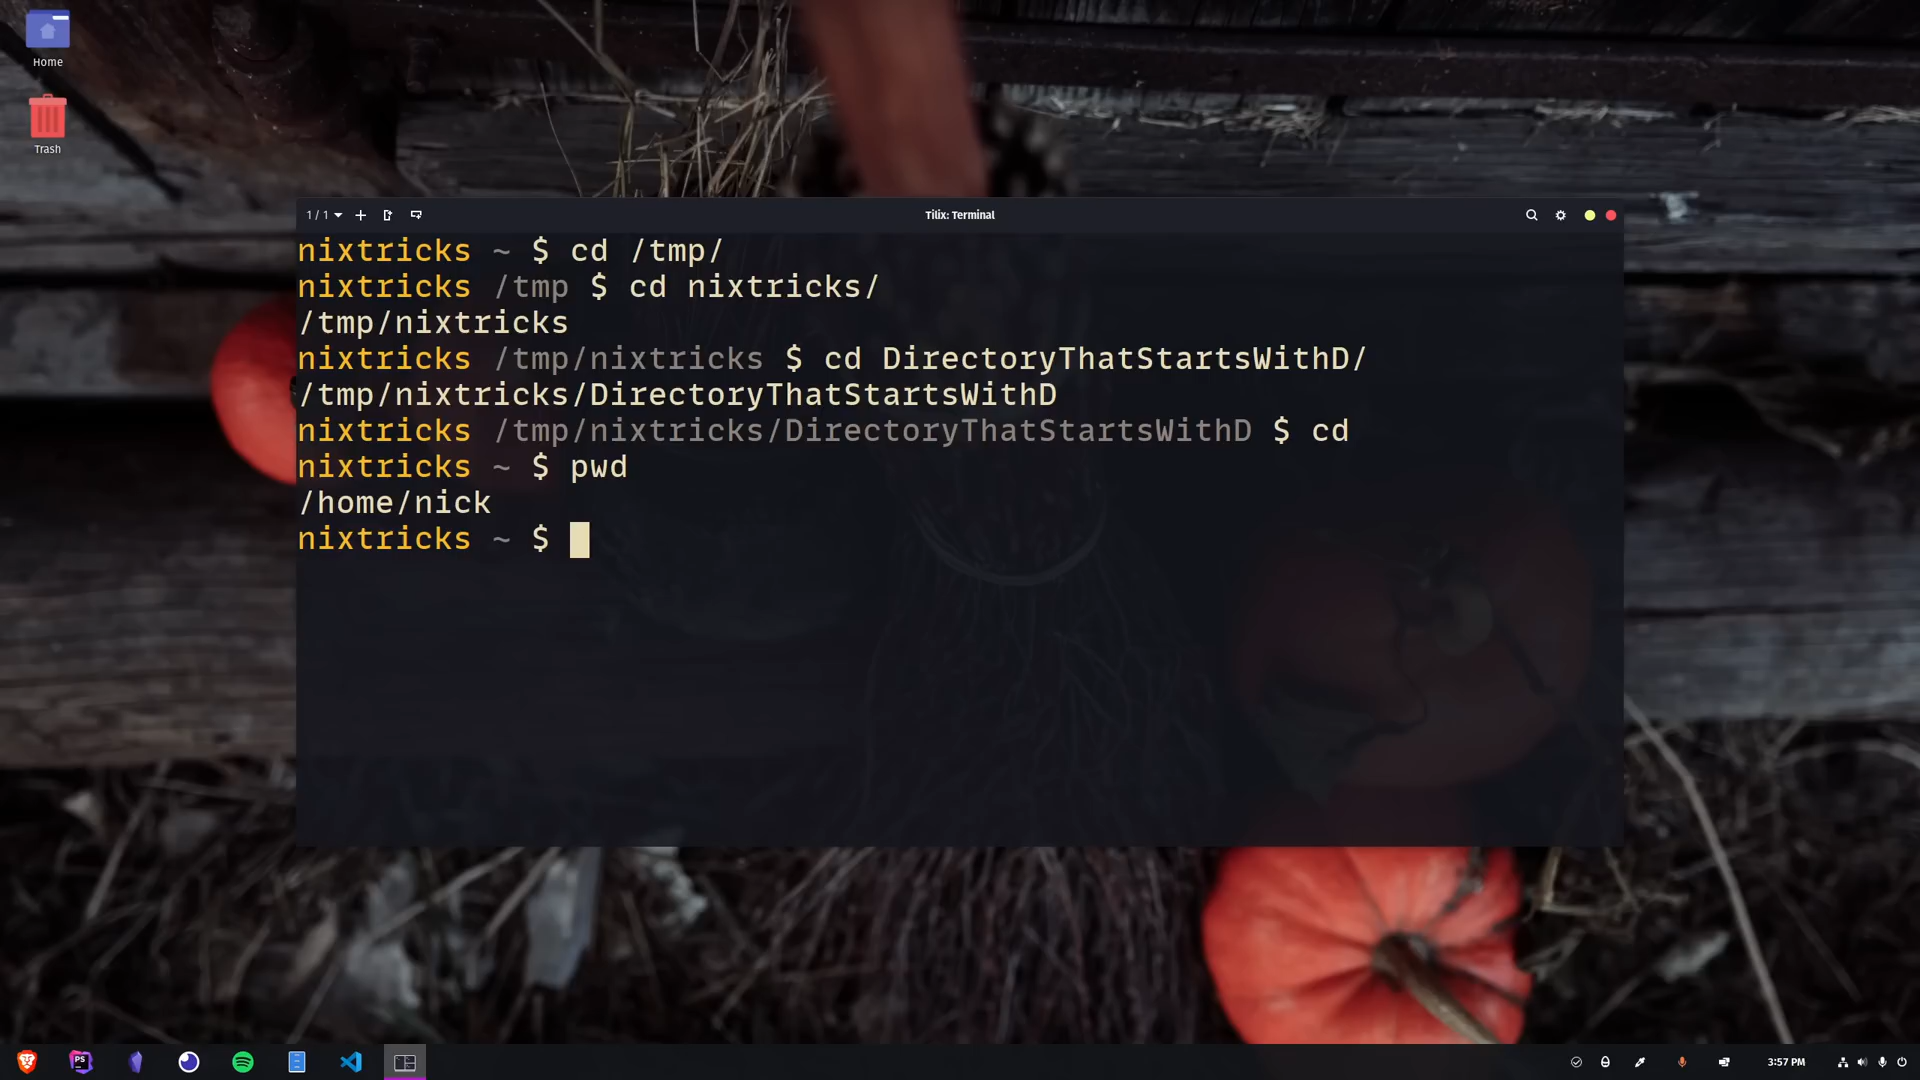 Home
Trash
1 / 1
Tilix: Terminal
nixtricks ~ $ cd /tmp/
nixtricks /tmp $ cd nixtricks/
/tmp/nixtricks
nixtricks /tmp/nixtricks $ cd DirectoryThatStartsWithD/
/tmp/nixtricks/DirectoryThatStartsWithD
nixtricks /tmp/nixtricks/DirectoryThatStartsWithD $ cd
nixtricks ~ $ pwd
/home/nick
nixtricks ~ $
PS
3:57 PM